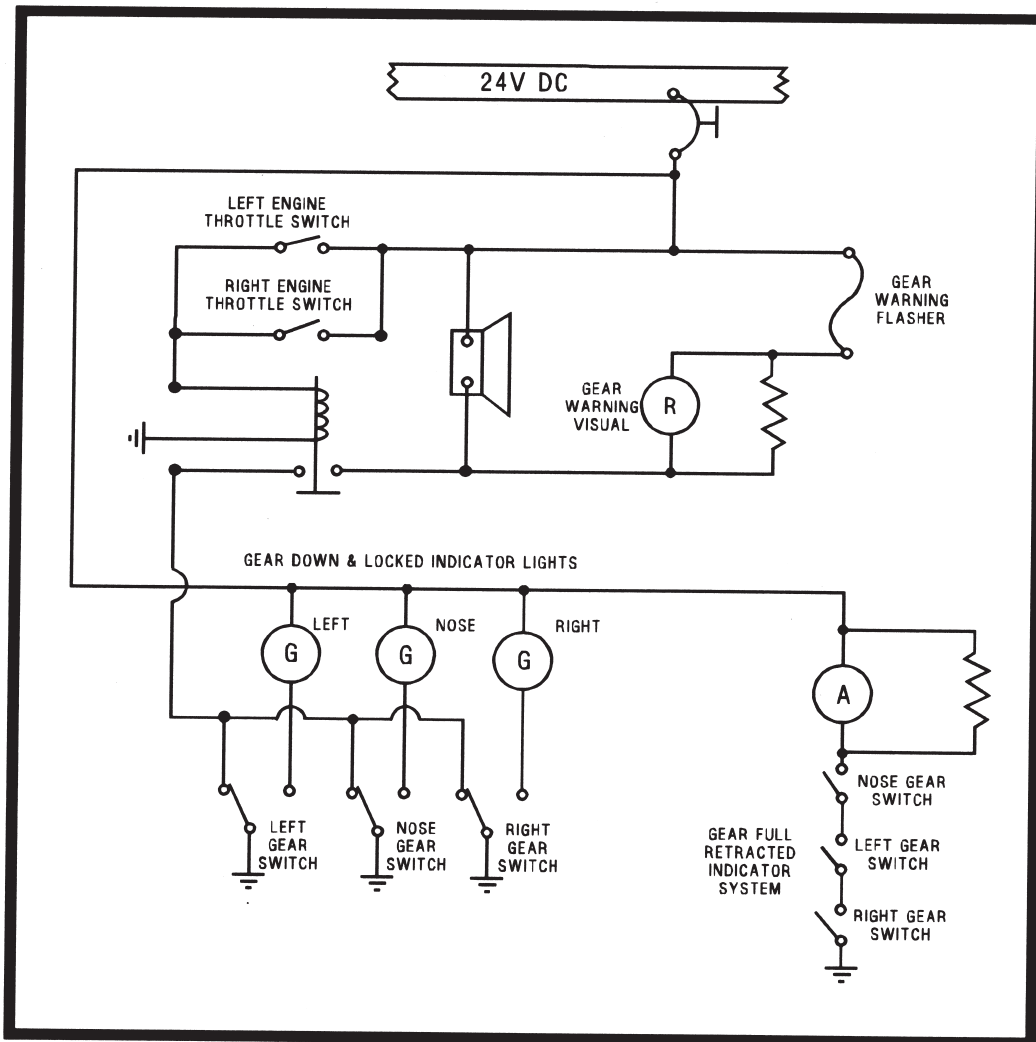 24V DC
LEFT ENGINE
THROTTLE SWITCH
RIGHT ENGINE
THROTTLE SWITCH
GEAR
WARNING
FLASHER
GEAR
WARNING
VISUAL
R
GEAR DOWN & LOCKED INDICATOR LIGHTS
LEFT
NOSE
RIGHT
G
G
G
A
LEFT
GEAR
SWITCH
NOSE
GEAR
SWITCH
RIGHT
GEAR
SWITCH
GEAR FULL
RETRACTED
INDICATOR
SYSTEM
NOSE GEAR
SWITCH
LEFT GEAR
SWITCH
RIGHT GEAR
SWITCH